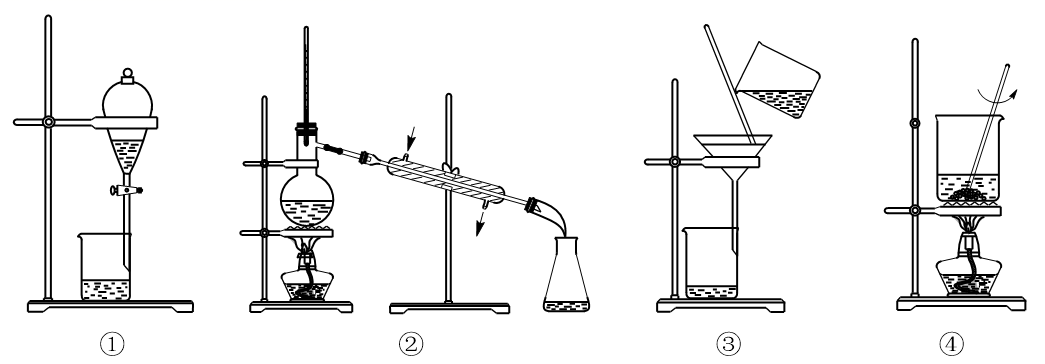 ① ② ③ ④